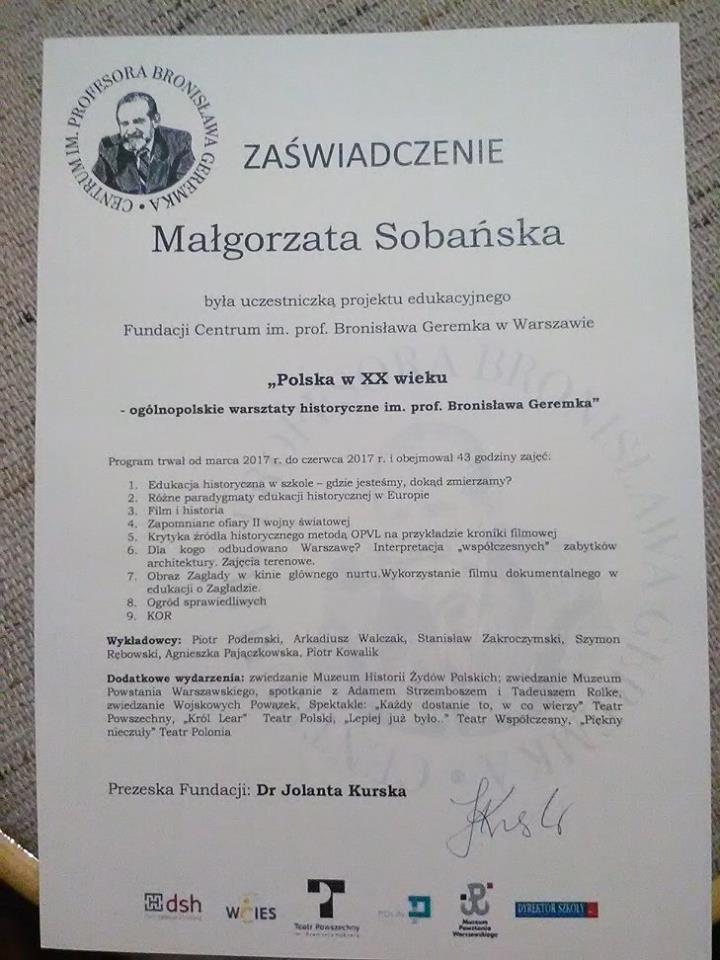 CENTRUM IM. PROFESORA BRONISŁAWA GEREMKA •
ZAŚWIADCZENIE
Małgorzata Sobańska
była uczestniczką projektu edukacyjnego
Fundacji Centrum im. prof. Bronisława Geremka w Warszawie
„Polska w XX wieku
- ogólnopolskie warsztaty historyczne im. prof. Bronisława Geremka”
Program trwał od marca 2017 r. do czerwca 2017 r. i obejmował 43 godziny zajęć:
1. Edukacja historyczna w szkole – gdzie jesteśmy, dokąd zmierzamy?
2. Różne paradygmaty edukacji historycznej w Europie
3. Film i historia
4. Zapomniane ofiary II wojny światowej
5. Krytyka źródła historycznego metodą OPVL na przykładzie kroniki filmowej
6. Dla kogo odbudowano Warszawę? Interpretacja „współczesnych” zabytków
architektury. Zajęcia terenowe.
7. Obraz Zagłady w kinie głównego nurtu.Wykorzystanie filmu dokumentalnego w
edukacji o Zagładzie.
8. Ogród sprawiedliwych
9. KOR
Wykładowcy: Piotr Podemski, Arkadiusz Walczak, Stanisław Zakroczymski, Szymon
Rębowski, Agnieszka Pajączkowska, Piotr Kowalik
Dodatkowe wydarzenia: zwiedzanie Muzeum Historii Żydów Polskich; zwiedzanie Muzeum
Powstania Warszawskiego, spotkanie z Adamem Strzemboszem i Tadeuszem Rolke,
zwiedzanie Wojskowych Powązek, Spektakle: „Każdy dostanie to, w co wierzy” Teatr
Powszechny, „Król Lear” Teatr Polski, „Lepiej już było..” Teatr Współczesny, „Piękny
nieczuły” Teatr Polonia
Prezeska Fundacji: Dr Jolanta Kurska
dsh
WCIES
Teatr Powszechny
POLIN
Muzeum
Powstania
Warszawskiego
DYREKTOR SZKOŁY